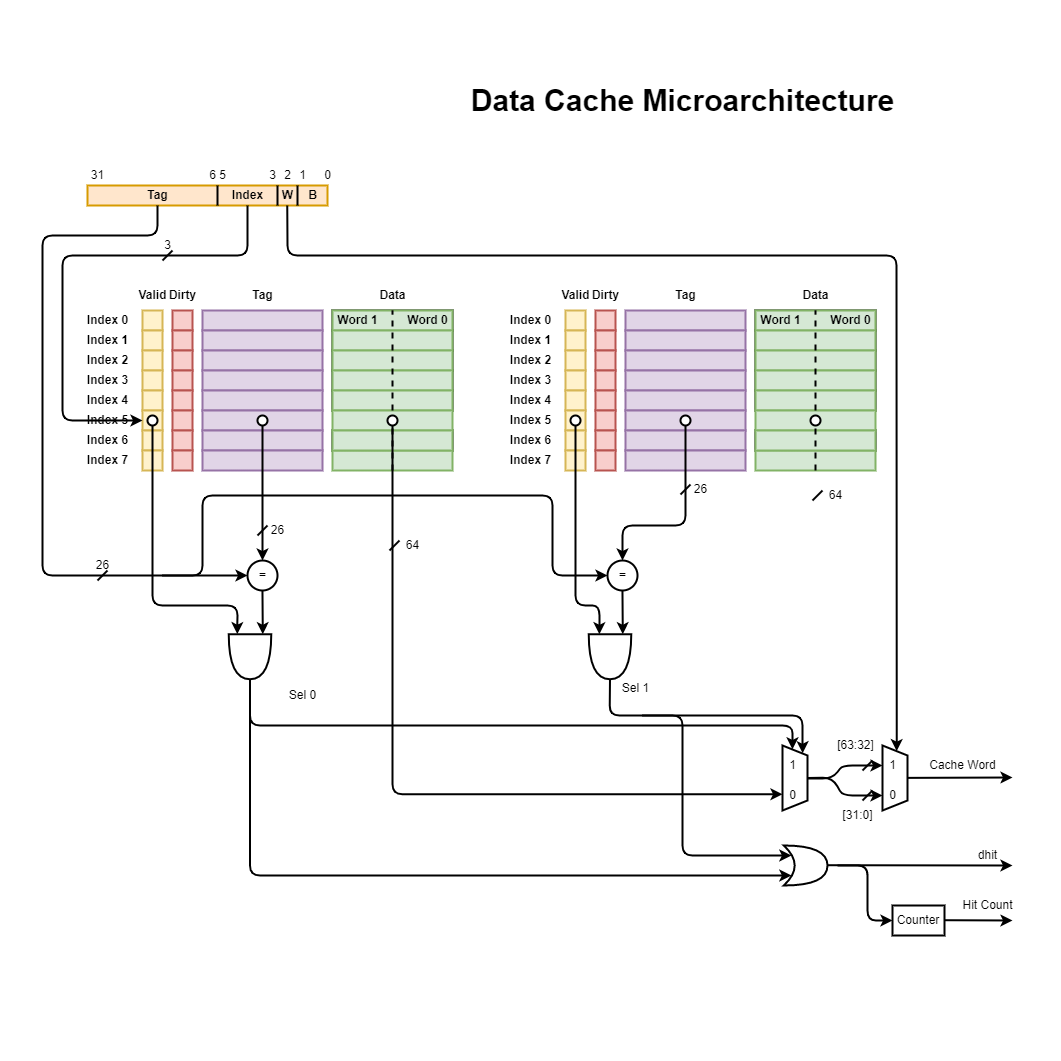 Data Cache Microarchitecture
31 6 5 3 2 1 0
Tag Index W B
3
Valid Dirty Tag Data Valid Dirty Tag Data
Index 0 Word 1 Word 0 Index 0 Word 1 Word 0
Index 1 Index 1
Index 2 Index 2
Index 3 Index 3
Index 4 Index 4
Index 5 Index 5
Index 6 Index 6
Index 7 Index 7
26 64
26
64
26
= =
Sel 0 Sel 1
[63:32]
1 1 Cache Word
0 0
[31:0]
dhit
Hit Count
Counter